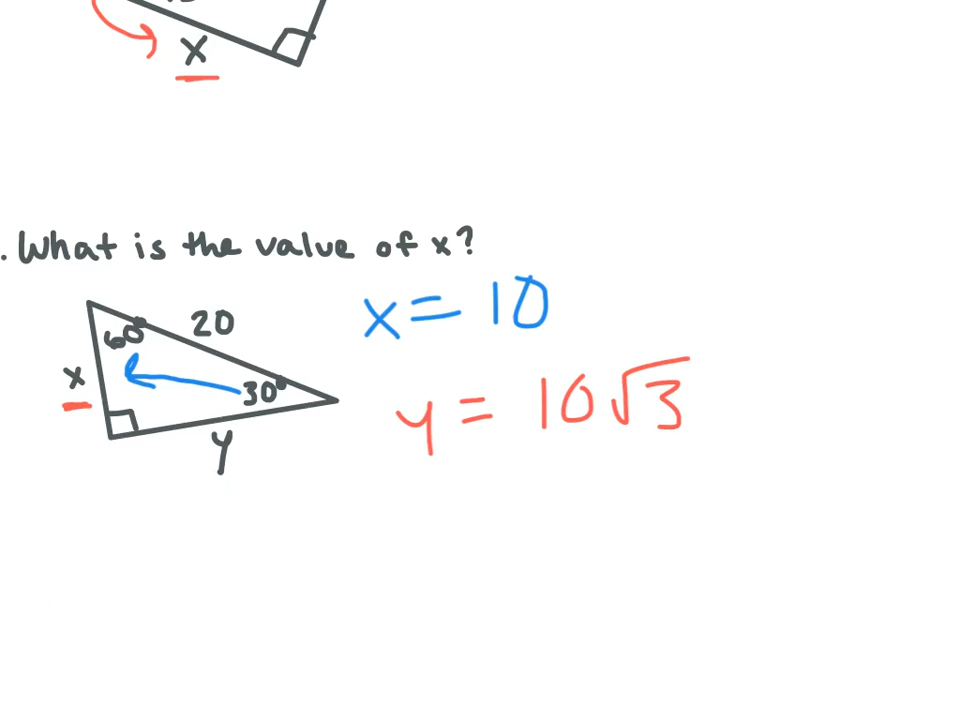 x
. What is the value of x?
60°
20
x = 10
x
30°
y = 10√3
y